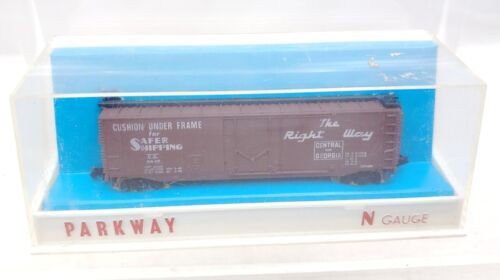 CUSHION UNDER FRAME
for
SAFER
SHIPPING
The
Right Way
CENTRAL
OF
GEORGIA
PARKWAY
N GAUGE